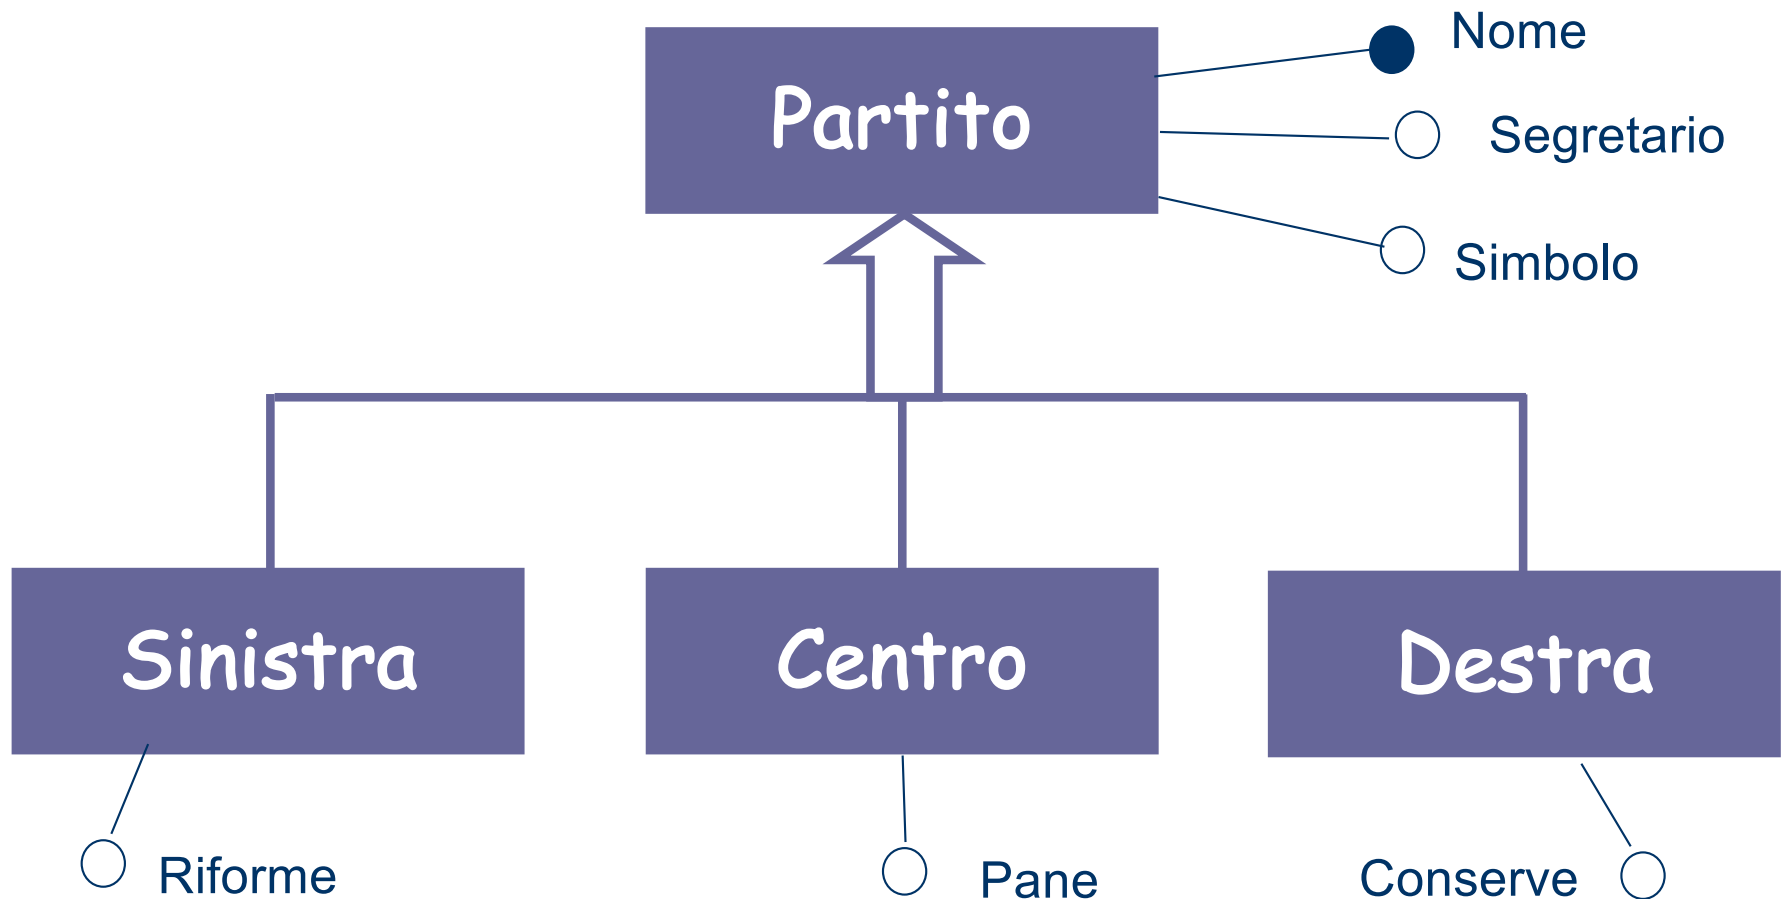 Nome
Partito
Segretario
Simbolo
Sinistra
Centro
Destra
Riforme
Pane
Conserve